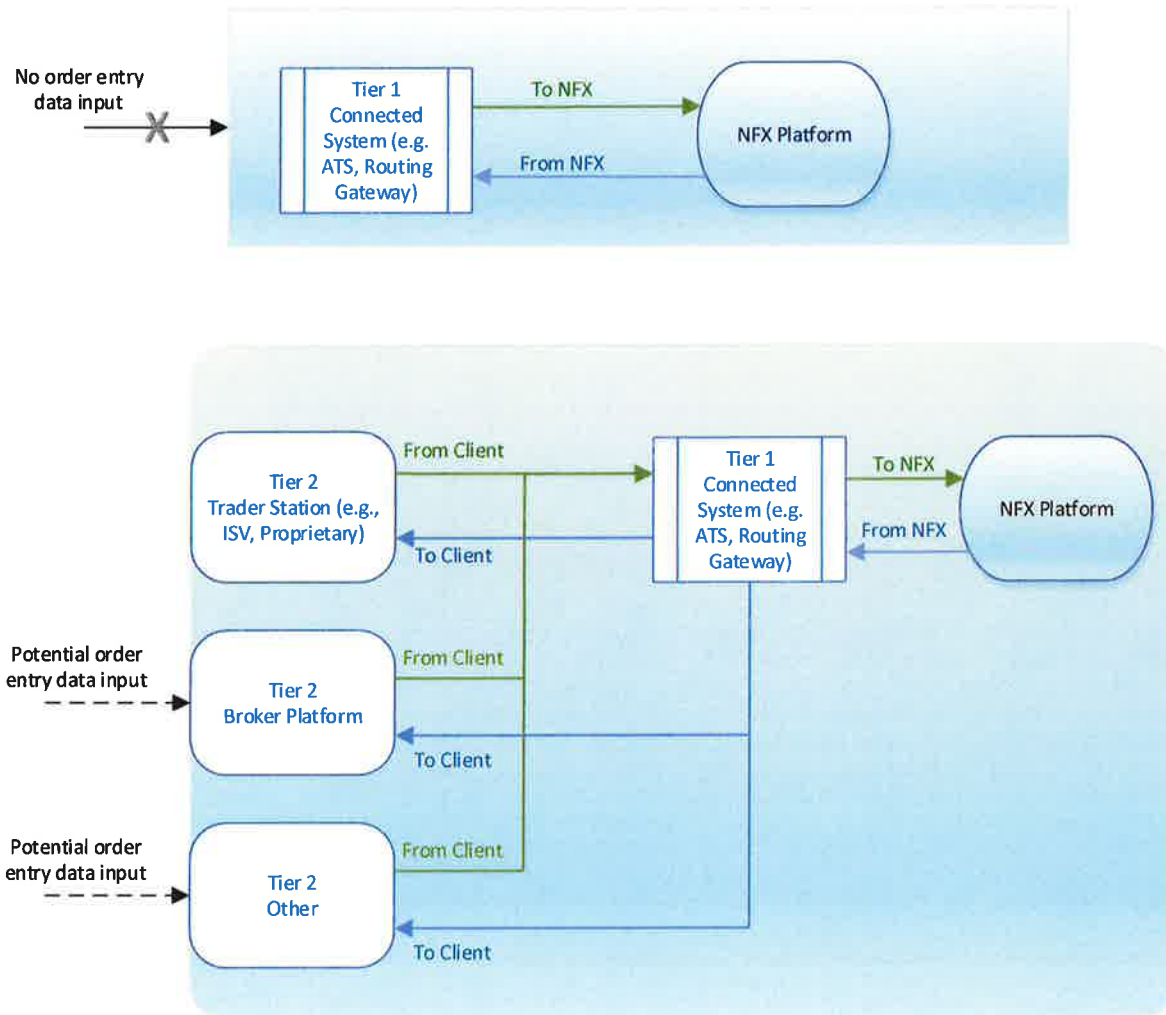 No order entry
data input
Tier 1
Connected
System (e.g.
ATS, Routing
Gateway)
To NFX
From NFX
NFX Platform
Tier 2
Trader Station (e.g.,
ISV, Proprietary)
From Client
To Client
Tier 1
Connected
System (e.g.
ATS, Routing
Gateway)
To NFX
From NFX
NFX Platform
Potential order
entry data input
Tier 2
Broker Platform
From Client
To Client
Potential order
entry data input
Tier 2
Other
From Client
To Client